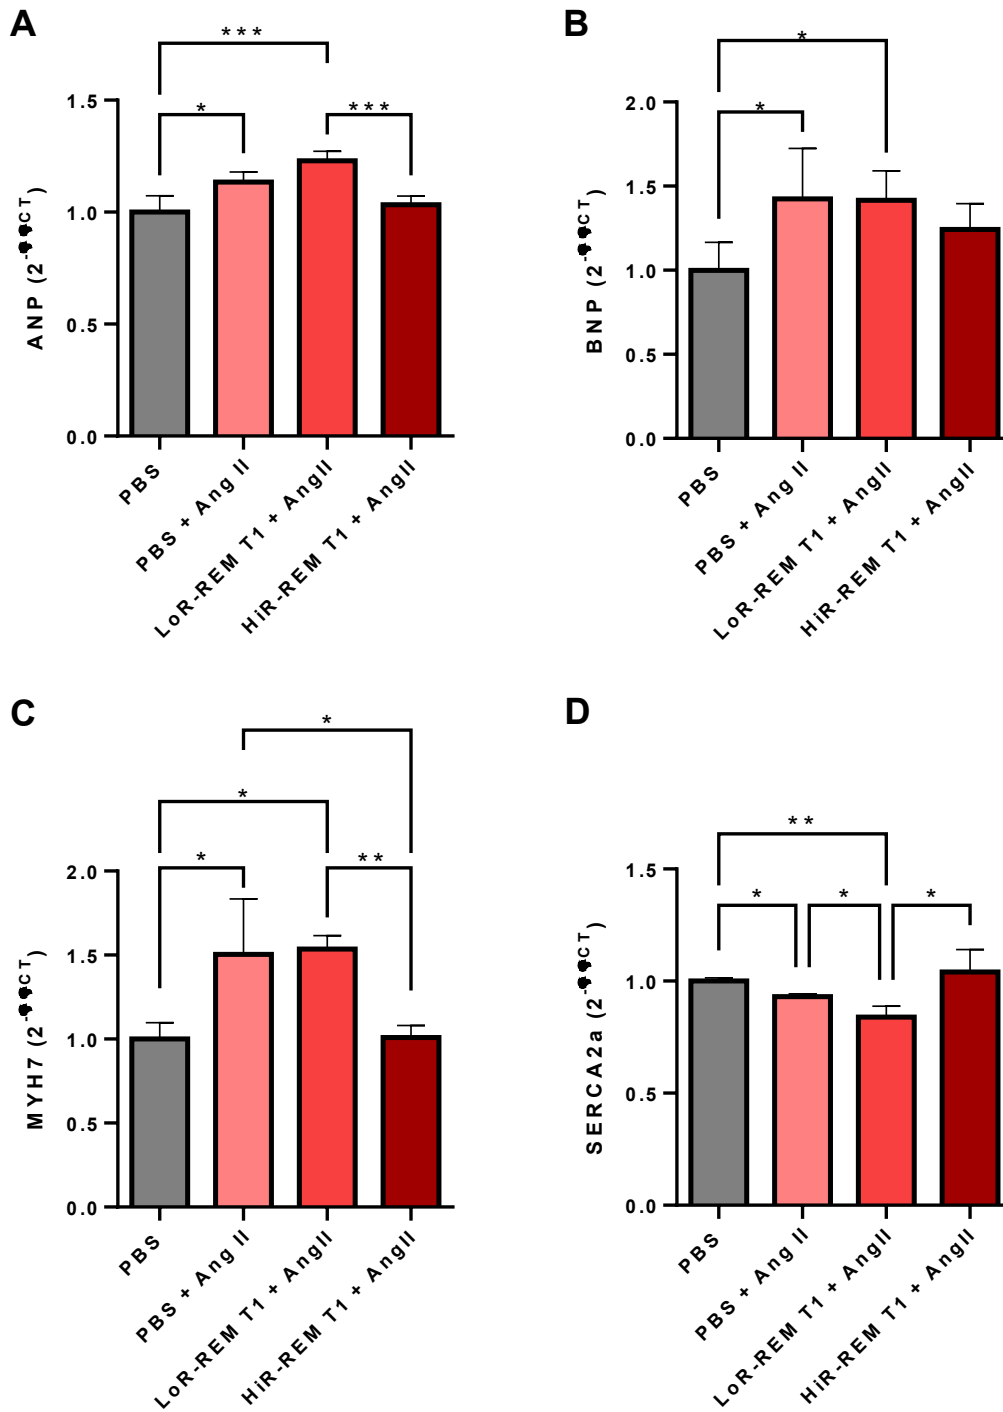 A
***
*
***
1.5
1.0
0.5
0.0
ANP (2-CT)
PBS
PBS + Ang II
LoR-REM T1 + AngII
HiR-REM T1 + AngII
B
*
*
2.0
1.5
1.0
0.5
0.0
BNP (2-CT)
PBS
PBS + Ang II
LoR-REM T1 + AngII
HiR-REM T1 + AngII
C
*
*
*
**
2.0
1.5
1.0
0.5
0.0
MYH7 (2-CT)
PBS
PBS + Ang II
LoR-REM T1 + AngII
HiR-REM T1 + AngII
D
**
*
*
*
1.5
1.0
0.5
0.0
SERCA2a (2-CT)
PBS
PBS + Ang II
LoR-REM T1 + AngII
HiR-REM T1 + AngII